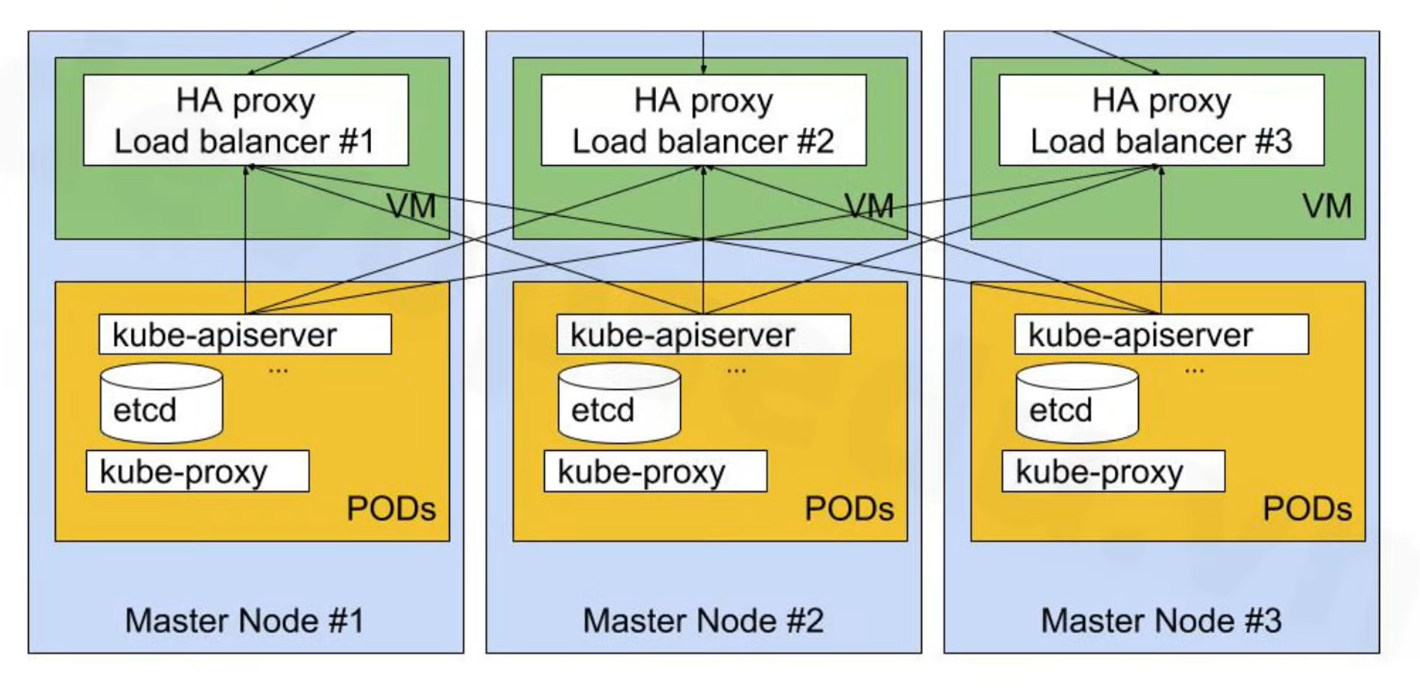 HA proxy
Load balancer #1
VM
HA proxy
Load balancer #2
VM
HA proxy
Load balancer #3
VM
kube-apiserver
...
etcd
kube-proxy
PODs
kube-apiserver
...
etcd
kube-proxy
PODs
kube-apiserver
...
etcd
kube-proxy
PODs
Master Node #1
Master Node #2
Master Node #3